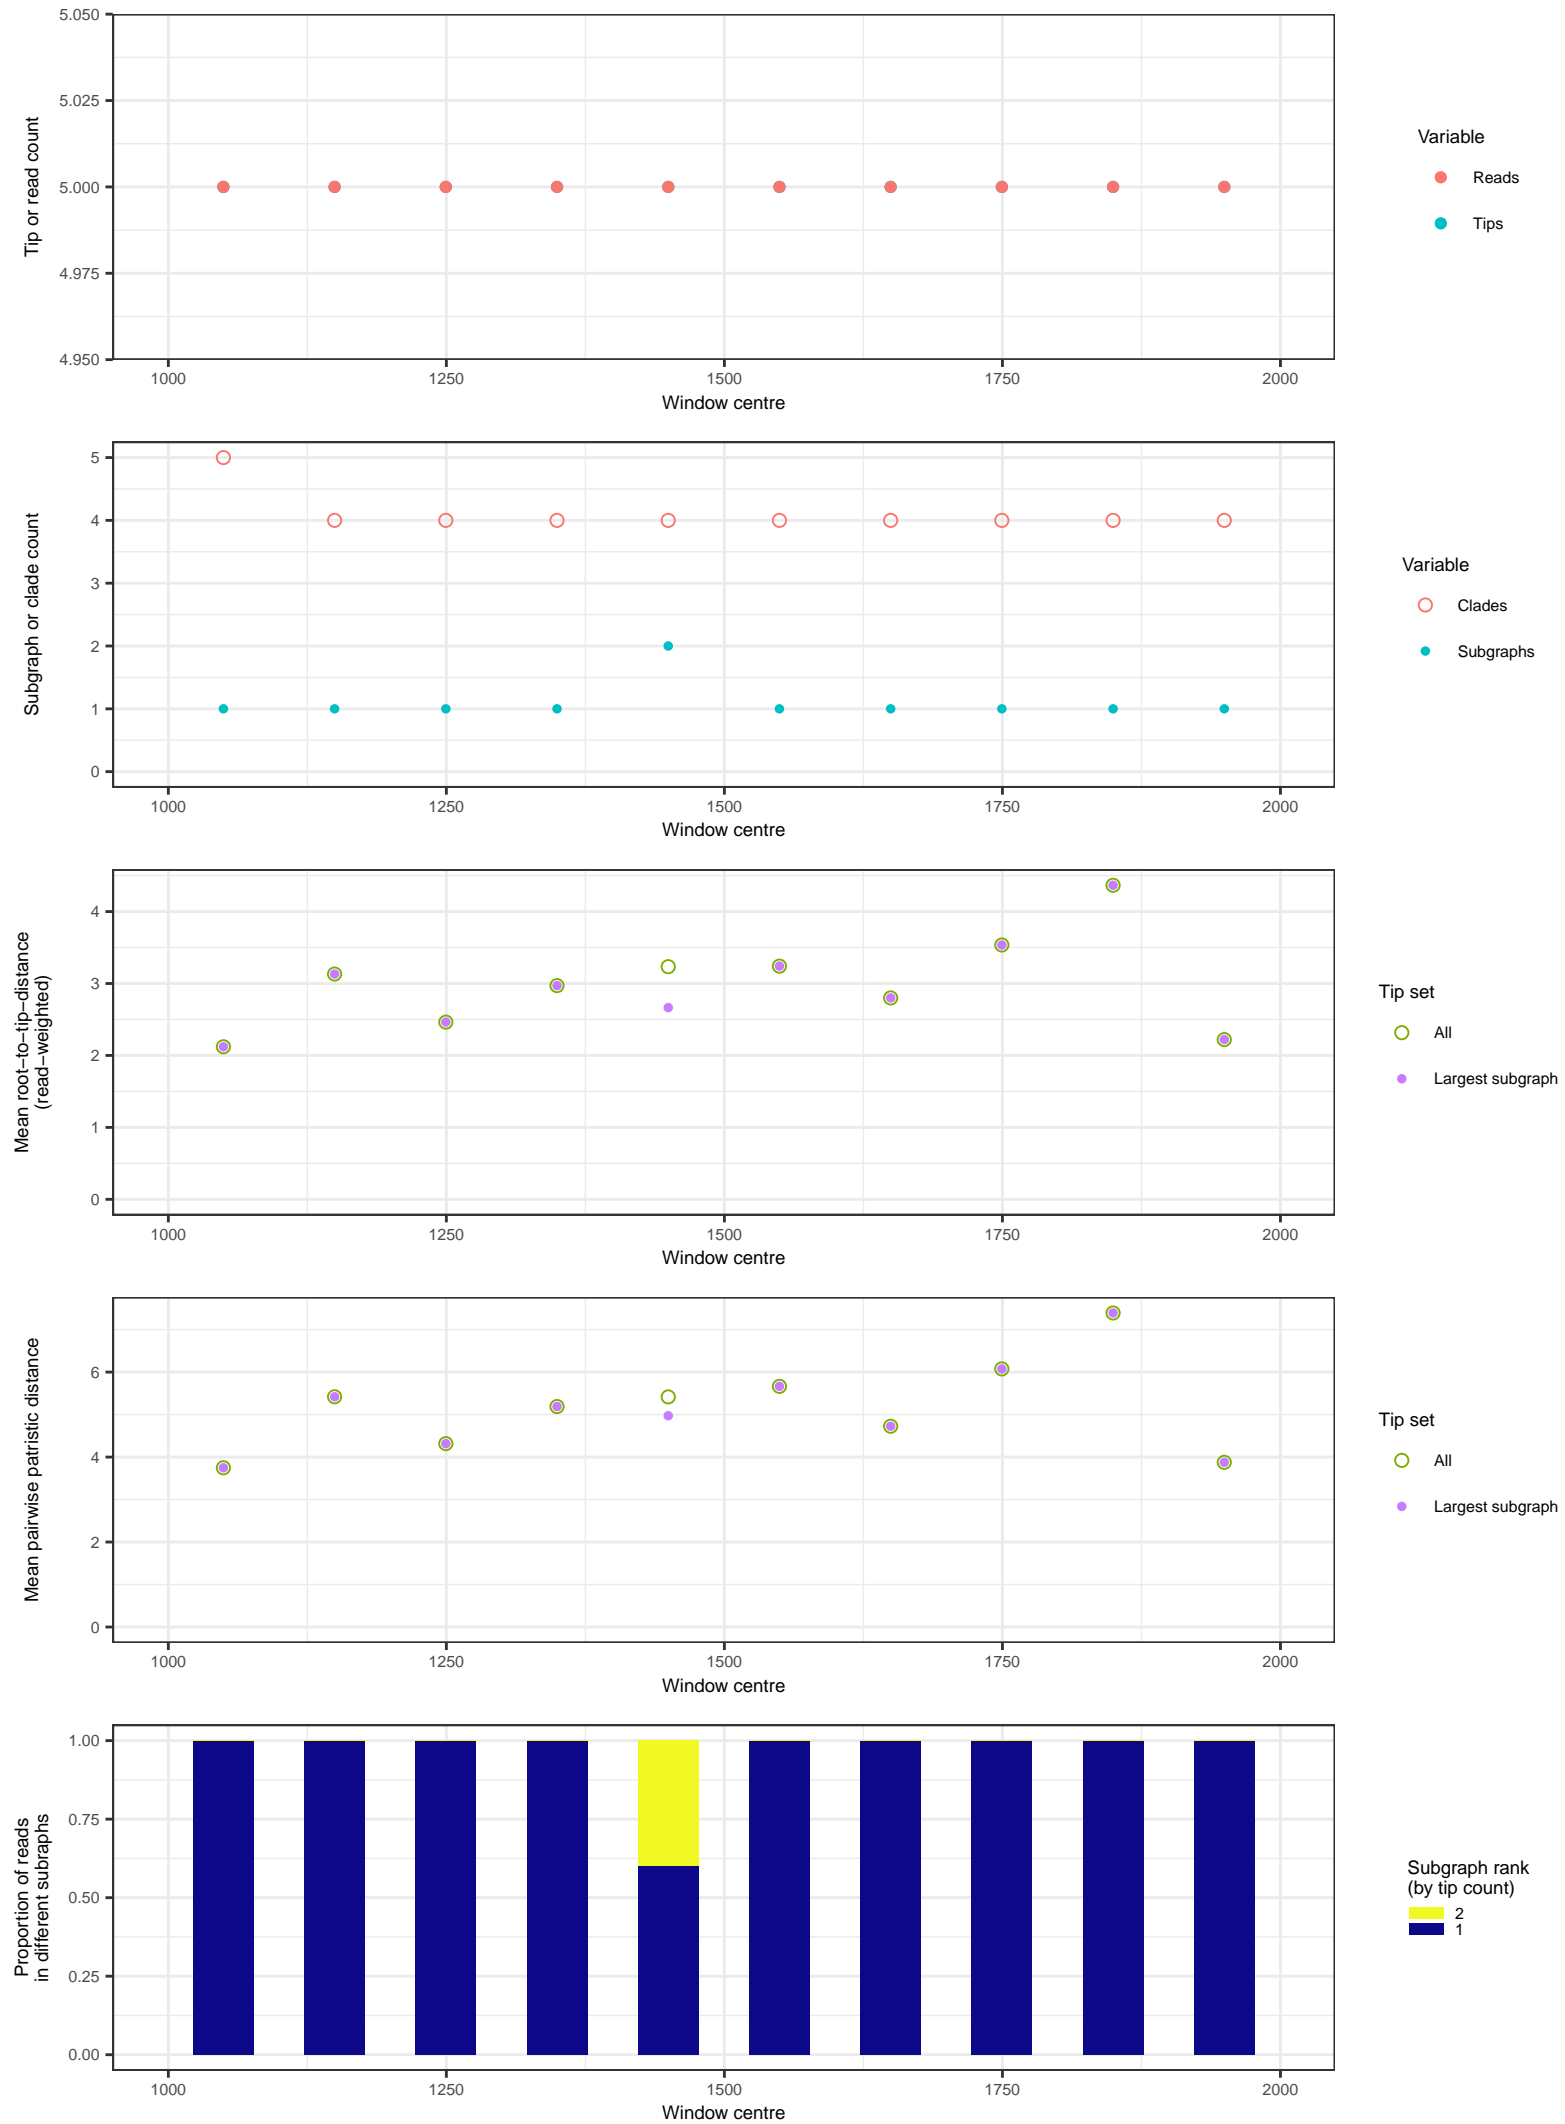 5.050
5.025
5.000
4.975
4.950
Tip or read count
1000 1250 1500 1750 2000
Window centre
Variable
Reads
Tips
5
4
3
2
1
0
Subgraph or clade count
1000 1250 1500 1750 2000
Window centre
Variable
Clades
Subgraphs
4
3
2
1
0
Mean root−to−tip−distance
(read−weighted)
1000 1250 1500 1750 2000
Window centre
Tip set
All
Largest subgraph
6
4
2
0
Mean pairwise patristic distance
1000 1250 1500 1750 2000
Window centre
Tip set
All
Largest subgraph
1.00
0.75
0.50
0.25
0.00
Proportion of reads
in different subraphs
1000 1250 1500 1750 2000
Window centre
Subgraph rank
(by tip count)
2
1